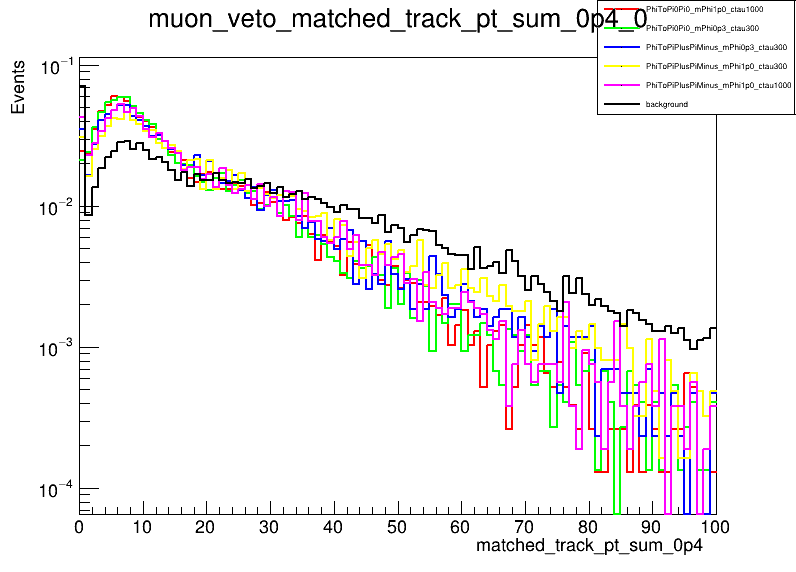 muon_veto_matched_track_pt_sum_0p4_0
PhiToPi0Pi0_mPhi1p0_ctau1000
PhiToPi0Pi0_mPhi0p3_ctau300
PhiToPiPlusPiMinus_mPhi0p3_ctau300
PhiToPiPlusPiMinus_mPhi1p0_ctau300
PhiToPiPlusPiMinus_mPhi1p0_ctau1000
background
Events
10⁻¹
10⁻²
10⁻³
10⁻⁴
0 10 20 30 40 50 60 70 80 90 100
matched_track_pt_sum_0p4